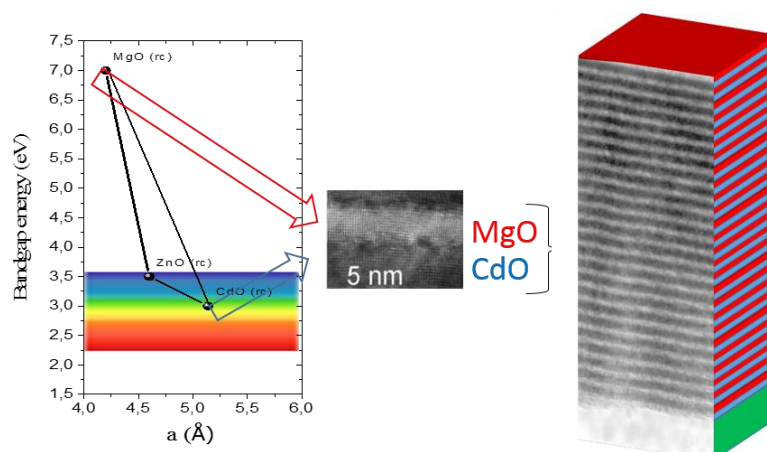 7,5
7,0
6,5
6,0
5,5
5,0
4,5
4,0
3,5
3,0
2,5
2,0
1,5
Bandgap energy (eV)
MgO (rc)
ZnO (rc)
CdO (rc)
4,0 4,5 5,0 5,5 6,0
a (Å)
5 nm
MgO
CdO